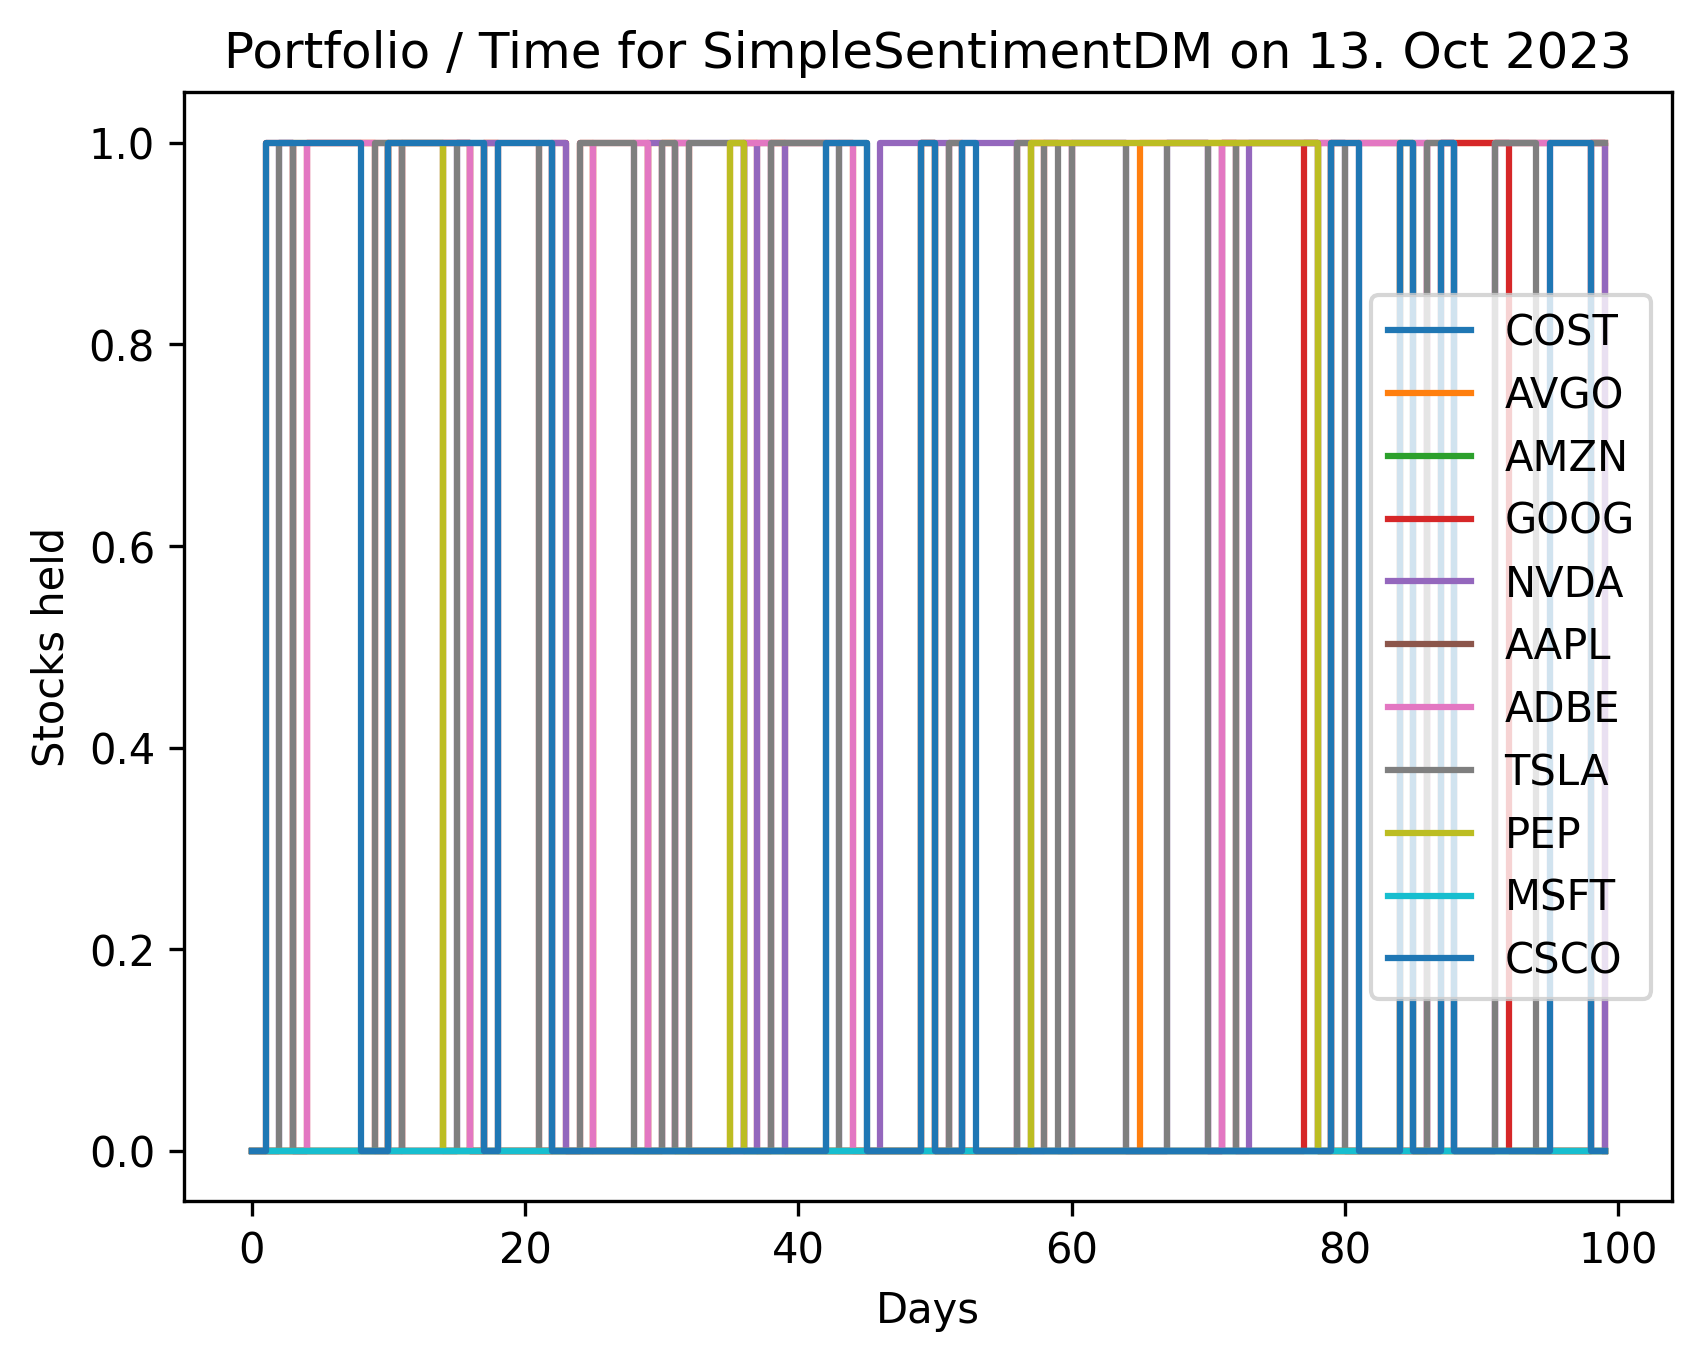 Portfolio / Time for SimpleSentimentDM on 13. Oct 2023
1.0
0.8
0.6
0.4
0.2
0.0
Stocks held
COST
AVGO
AMZN
GOOG
NVDA
AAPL
ADBE
TSLA
PEP
MSFT
CSCO
0 20 40 60 80 100
Days